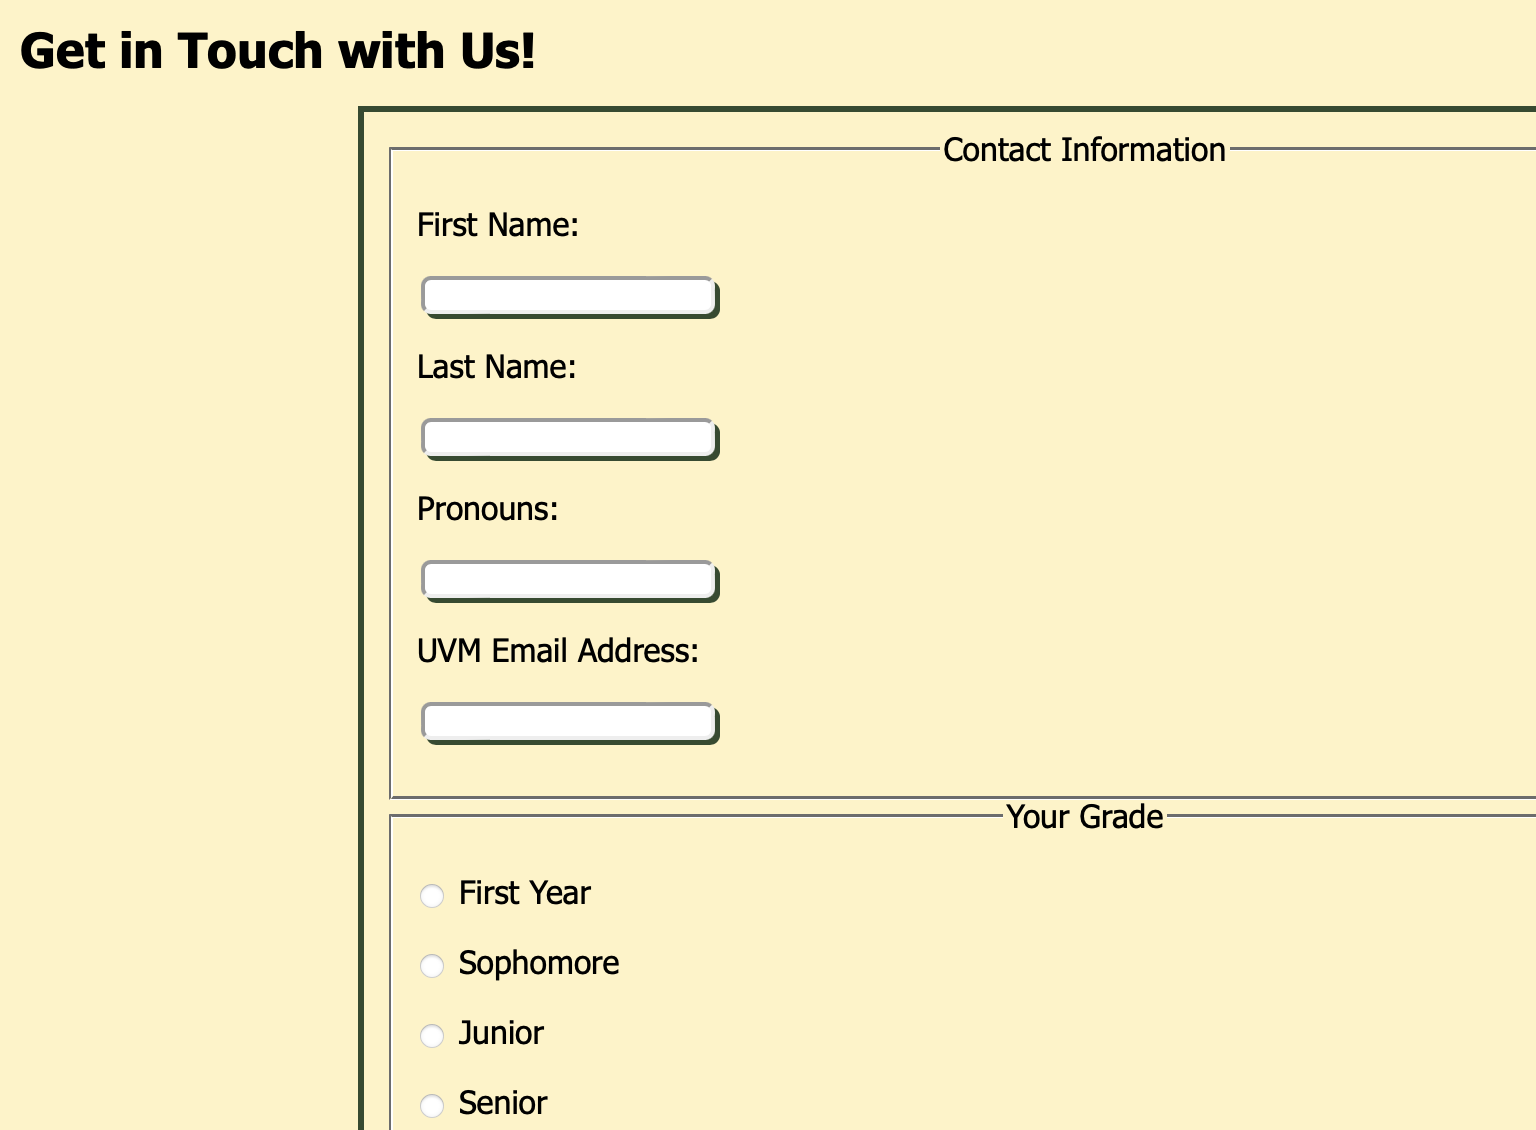 Get in Touch with Us!
Contact Information
First Name:
Last Name:
Pronouns:
UVM Email Address:
Your Grade
First Year
Sophomore
Junior
Senior